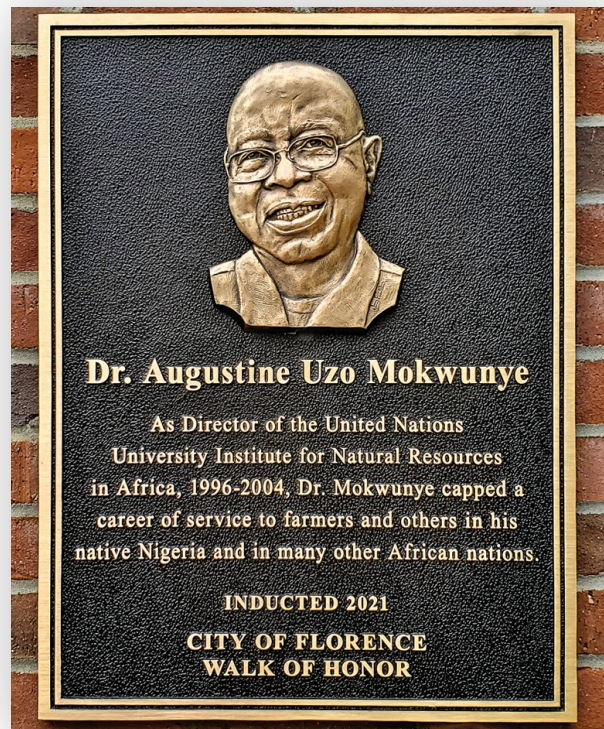 Dr. Augustine Uzo Mokwunye
As Director of the United Nations
University Institute for Natural Resources
in Africa, 1996-2004, Dr. Mokwunye capped a
career of service to farmers and others in his
native Nigeria and in many other African nations.
INDUCTED 2021
CITY OF FLORENCE
WALK OF HONOR